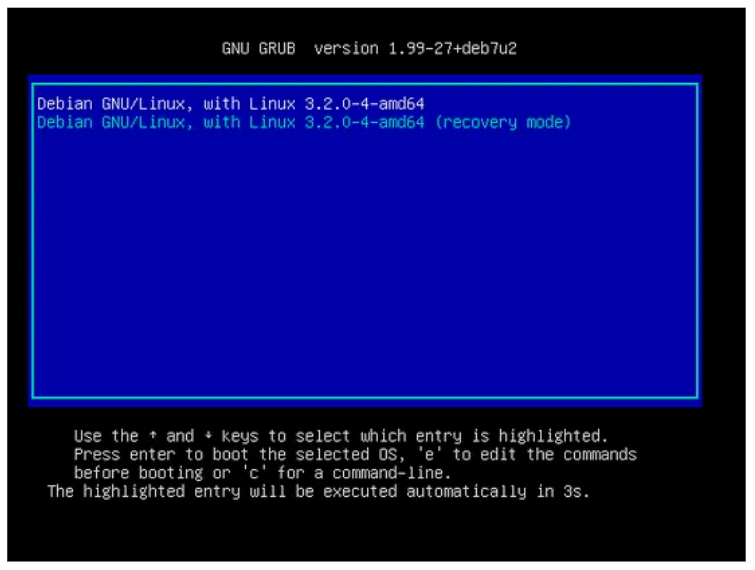 GNU GRUB  version 1.99-27+deb7u2
Debian GNU/Linux, with Linux 3.2.0-4-amd64
Debian GNU/Linux, with Linux 3.2.0-4-amd64 (recovery mode)
Use the ↑ and ↓ keys to select which entry is highlighted.
Press enter to boot the selected OS, 'e' to edit the commands
before booting or 'c' for a command-line.
The highlighted entry will be executed automatically in 3s.